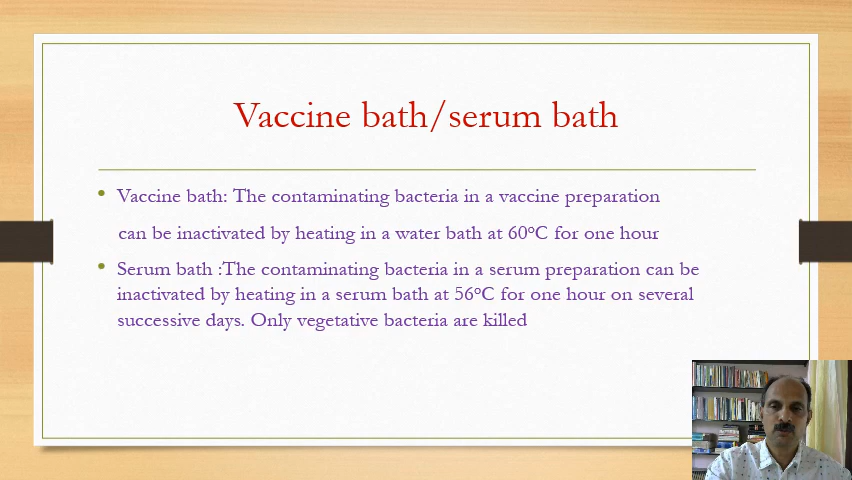 Vaccine bath/serum bath
• Vaccine bath: The contaminating bacteria in a vaccine preparation
can be inactivated by heating in a water bath at 60°C for one hour
• Serum bath :The contaminating bacteria in a serum preparation can be
inactivated by heating in a serum bath at 56°C for one hour on several
successive days. Only vegetative bacteria are killed